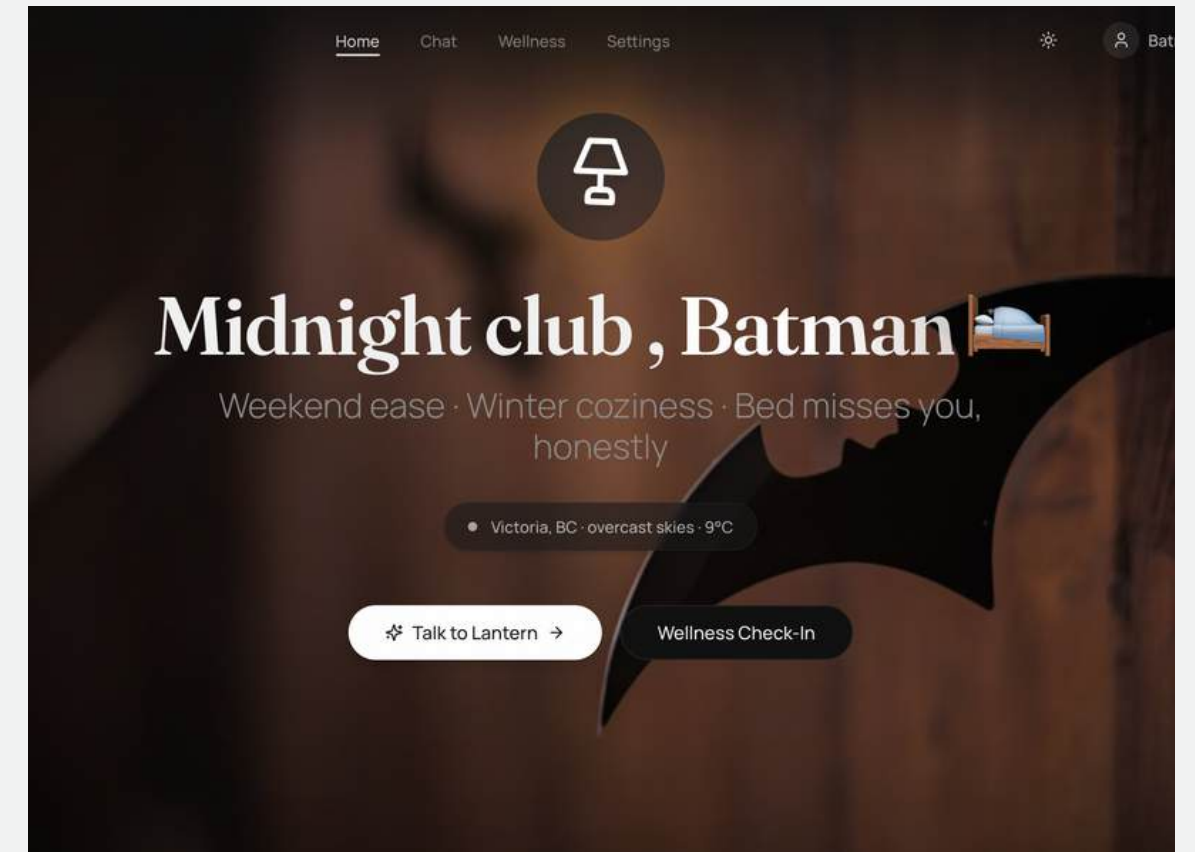 Home Chat Wellness Settings Bat
Midnight club , Batman
Weekend ease · Winter coziness · Bed misses you,
honestly
Victoria, BC · overcast skies · 9°C
Talk to Lantern → Wellness Check-In